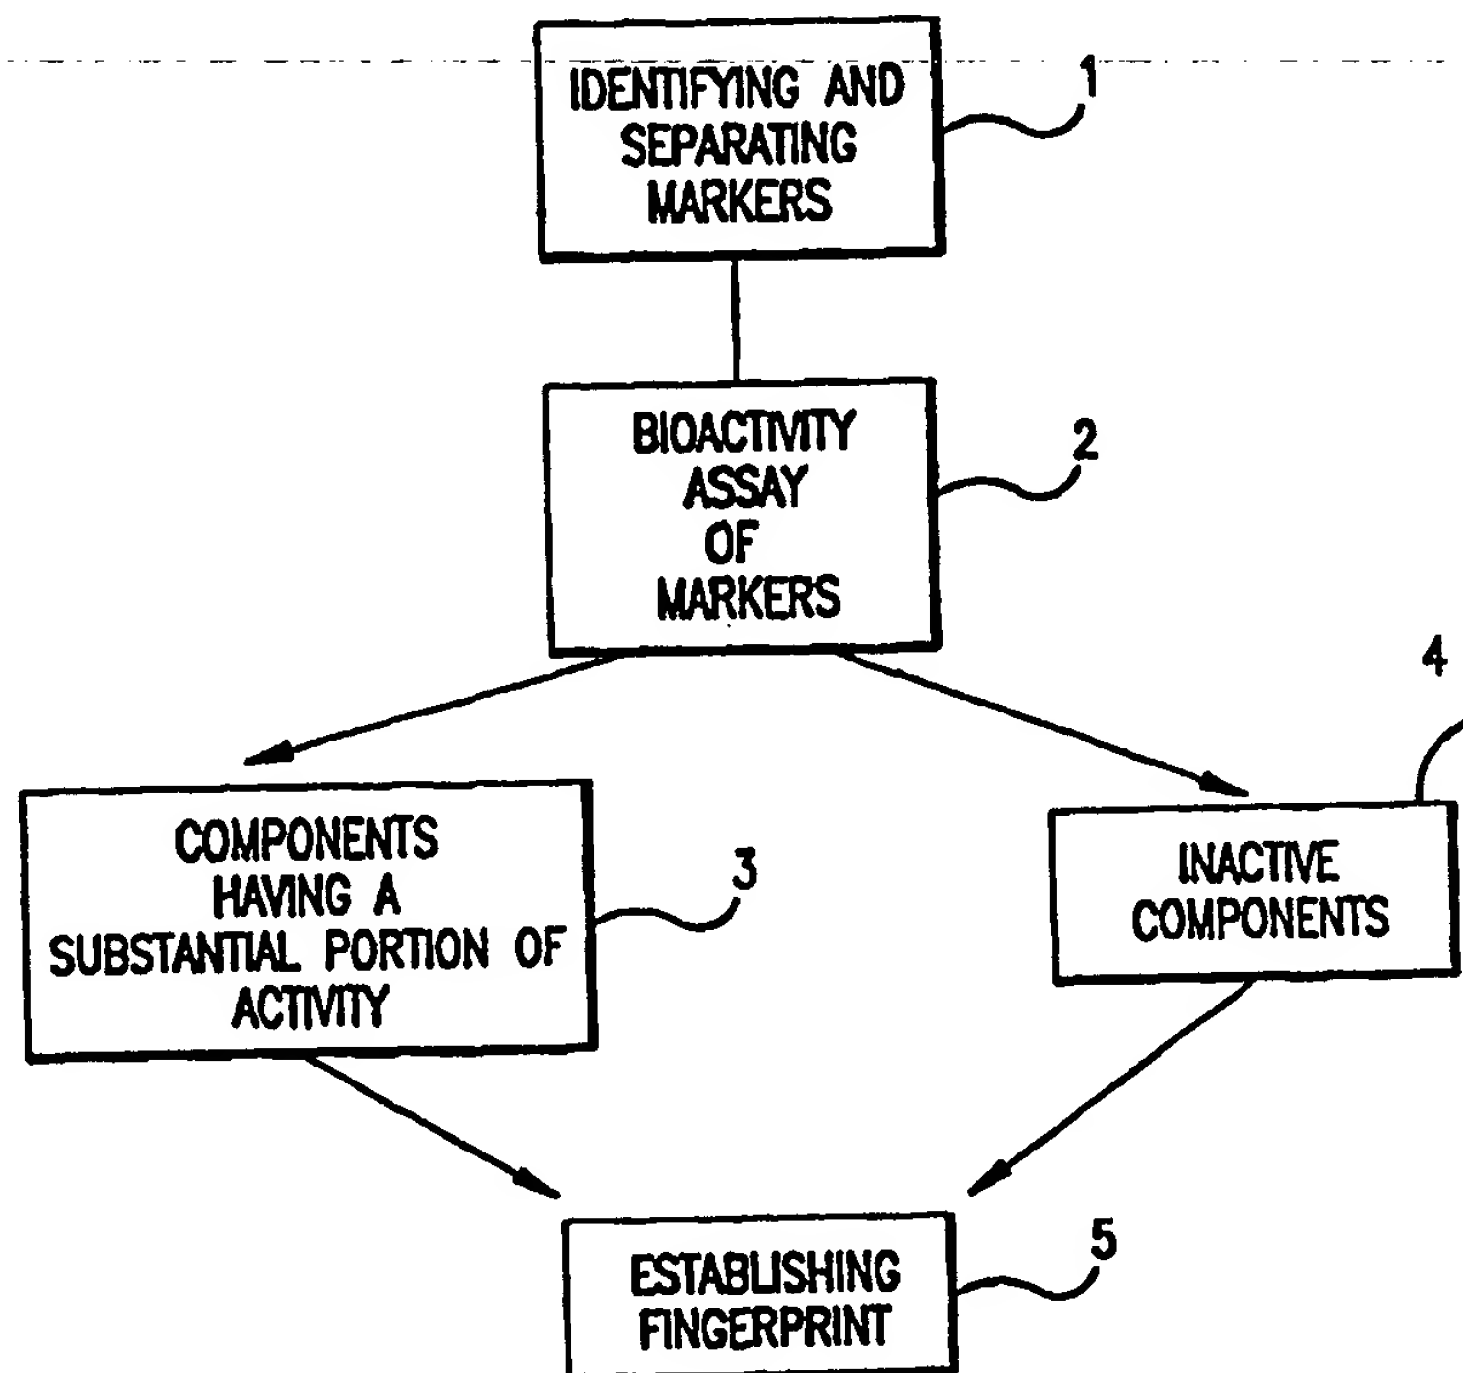 IDENTIFYING AND
SEPARATING
MARKERS
1
BIOACTIVITY
ASSAY
OF
MARKERS
2
COMPONENTS
HAVING A
SUBSTANTIAL PORTION OF
ACTIVITY
3
4
INACTIVE
COMPONENTS
ESTABLISHING
FINGERPRINT
5